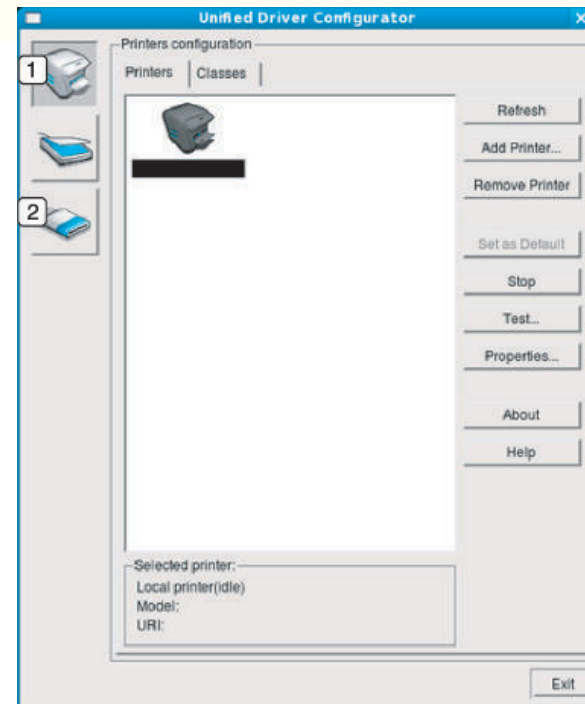 Unified Driver Configurator
1
2
Printers configuration
Printers
Classes
Refresh
Add Printer...
Remove Printer
Set as Default
Stop
Test...
Properties...
About
Help
Selected printer:
Local printer(idle)
Model:
URI:
Exit